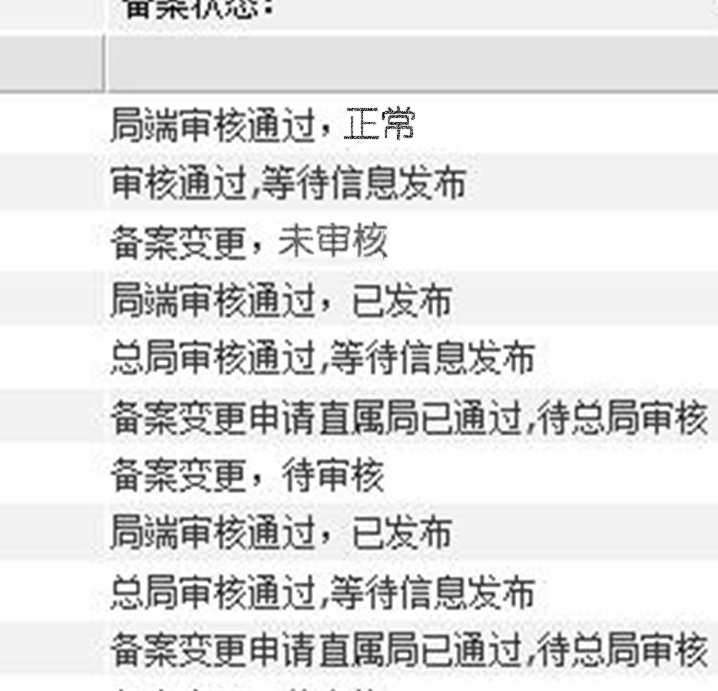 备案状态:
局端审核通过，正常
审核通过,等待信息发布
备案变更，未审核
局端审核通过，已发布
总局审核通过,等待信息发布
备案变更申请直属局已通过,待总局审核
备案变更，待审核
局端审核通过，已发布
总局审核通过,等待信息发布
备案变更申请直属局已通过,待总局审核